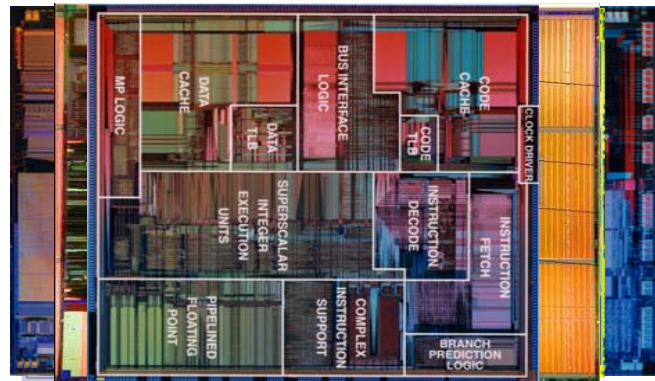 MP LOGIC
DATA
CACHE
DATA
TLB
BUS INTERFACE
LOGIC
CODE
CACHE
CODE
TLB
CLOCK DRIVER
SUPERSCALAR
INTEGER
EXECUTION
UNITS
INSTRUCTION
DECODE
INSTRUCTION
FETCH
PIPELINED
FLOATING
POINT
COMPLEX
INSTRUCTION
SUPPORT
BRANCH
PREDICTION
LOGIC